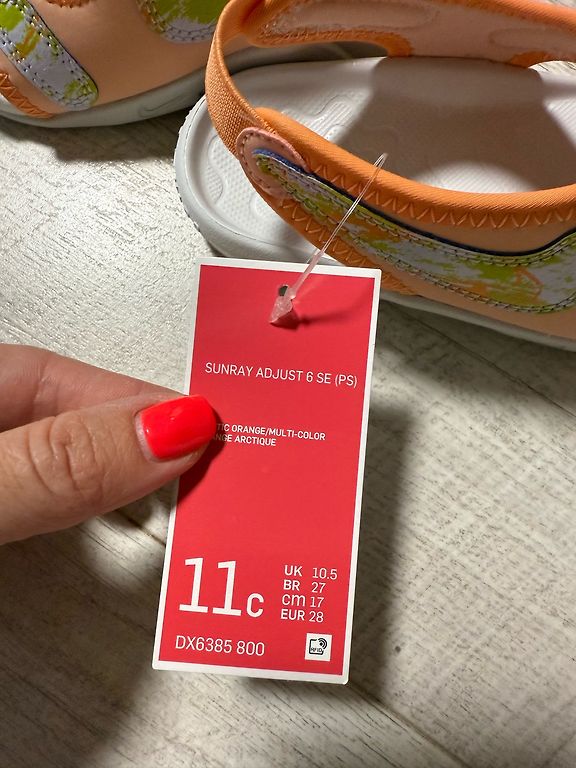 SUNRAY ADJUST 6 SE (PS)
ORANGE/MULTI-COLOR
ARCTIQUE
11C
UK 10.5
BR 27
cm 17
EUR 28
DX6385 800
RFID